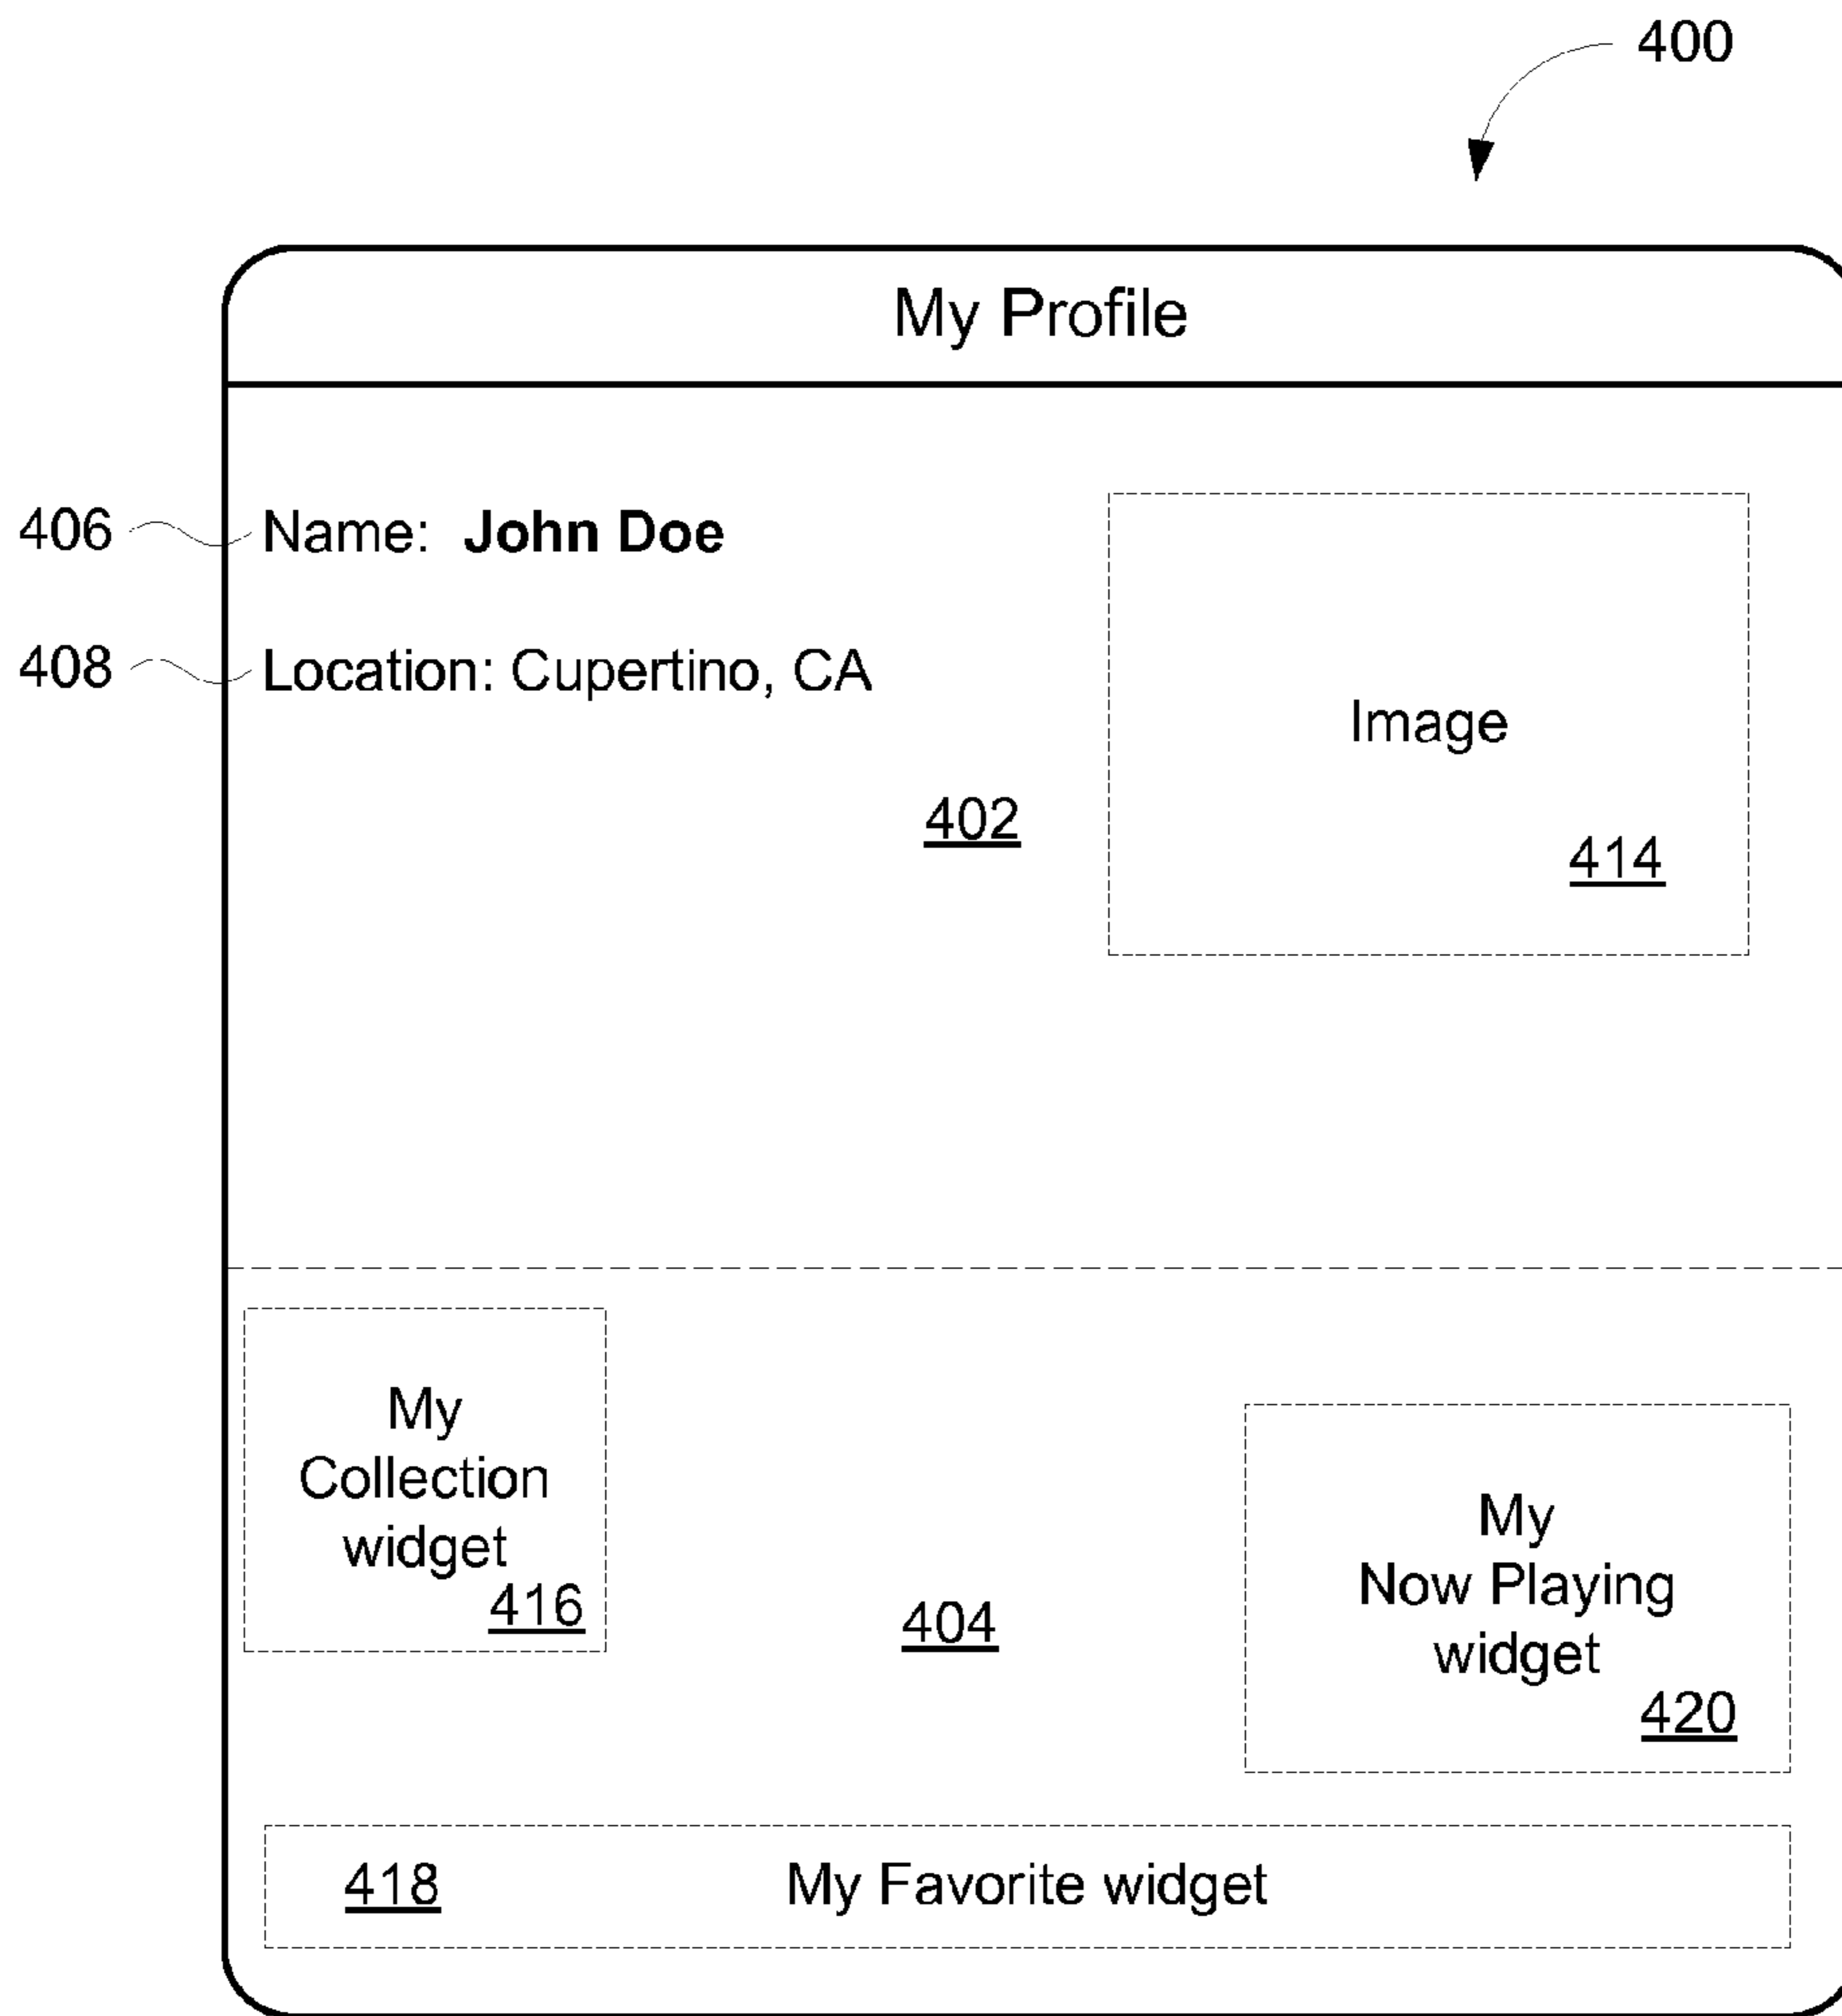 400
My Profile
406 Name: John Doe
408 Location: Cupertino, CA
Image
402
414
My
Collection
widget
416
404
My
Now Playing
widget
420
418 My Favorite widget